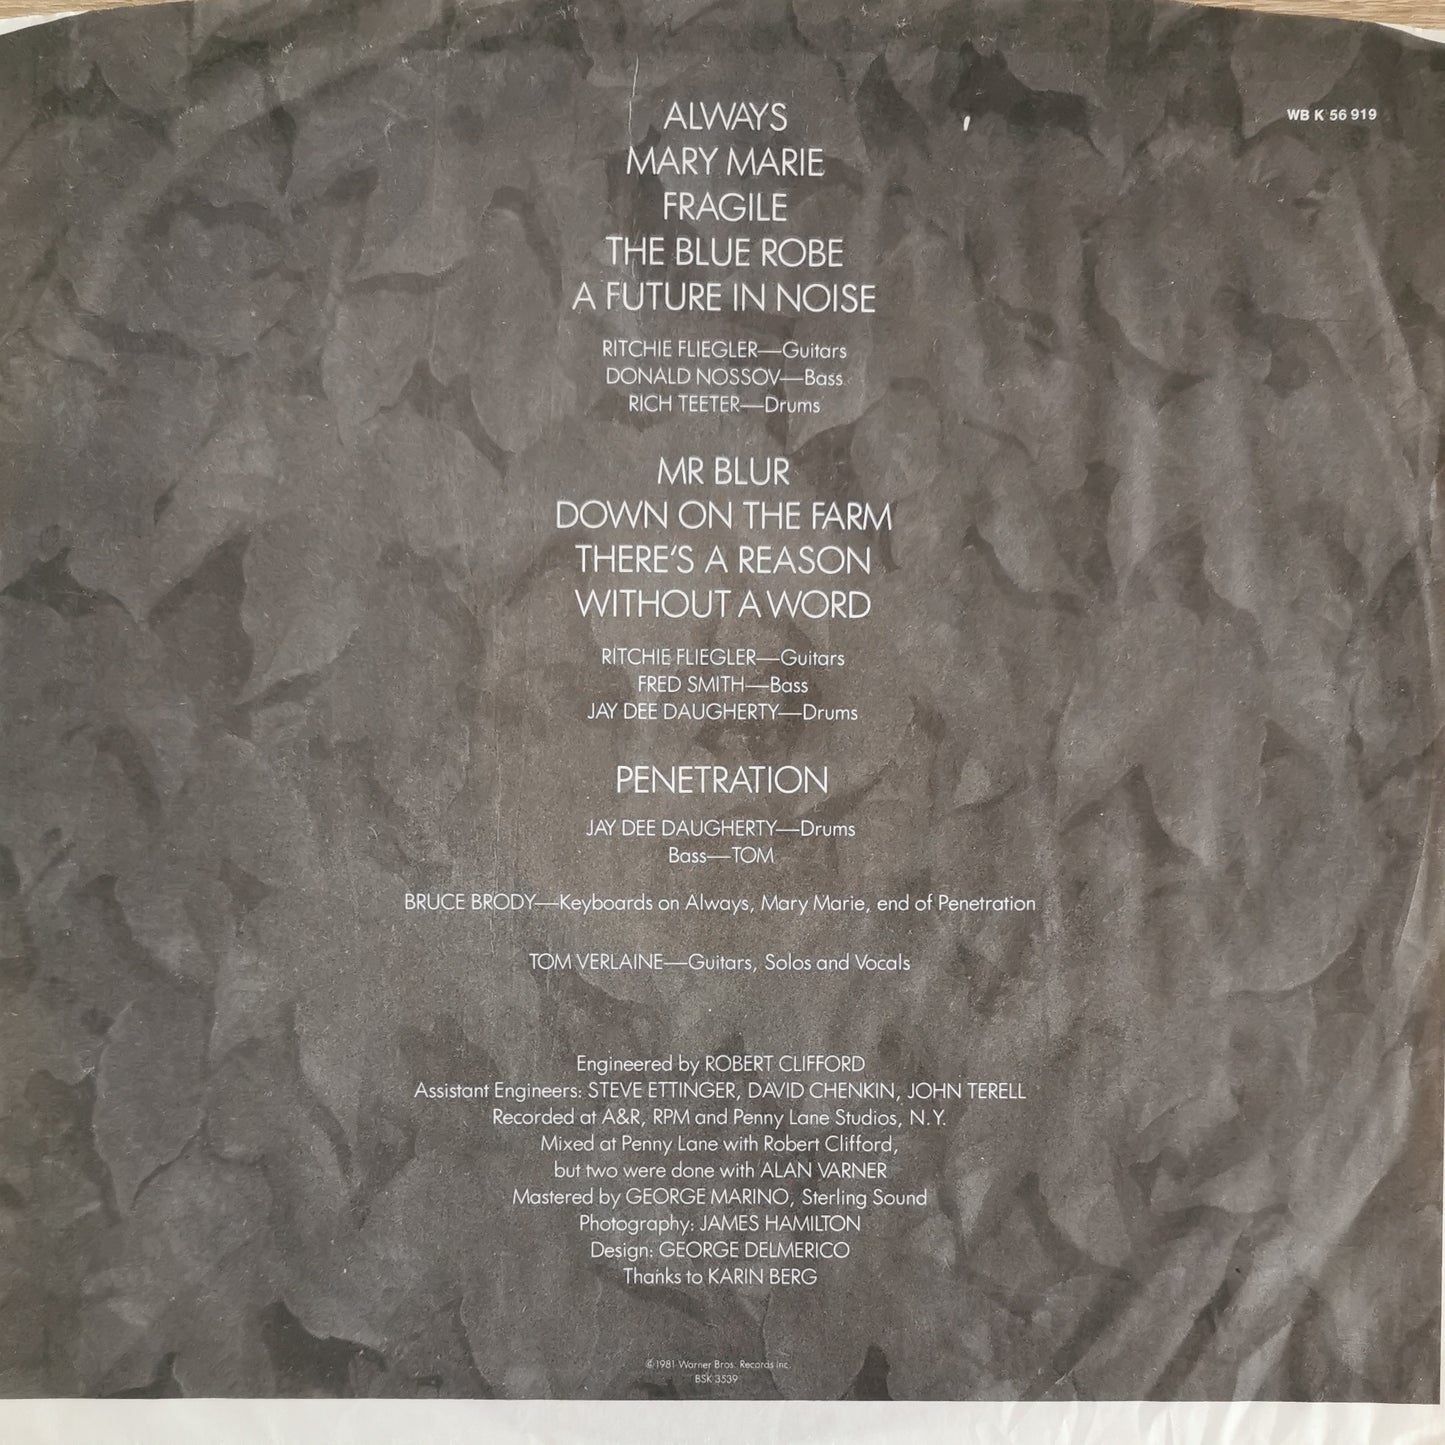 WB K 56 919
ALWAYS
MARY MARIE
FRAGILE
THE BLUE ROBE
A FUTURE IN NOISE
RITCHIE FLIEGLER—Guitars
DONALD NOSSOV—Bass
RICH TEETER—Drums
MR BLUR
DOWN ON THE FARM
THERE'S A REASON
WITHOUT A WORD
RITCHIE FLIEGLER—Guitars
FRED SMITH—Bass
JAY DEE DAUGHERTY—Drums
PENETRATION
JAY DEE DAUGHERTY—Drums
Bass—TOM
BRUCE BRODY—Keyboards on Always, Mary Marie, end of Penetration
TOM VERLAINE—Guitars, Solos and Vocals
Engineered by ROBERT CLIFFORD
Assistant Engineers: STEVE ETTINGER, DAVID CHENKIN, JOHN TERELL
Recorded at A&R, RPM and Penny Lane Studios, N.Y.
Mixed at Penny Lane with Robert Clifford,
but two were done with ALAN VARNER
Mastered by GEORGE MARINO, Sterling Sound
Photography: JAMES HAMILTON
Design: GEORGE DELMERICO
Thanks to KARIN BERG
©1981 Warner Bros. Records Inc.
BSK 3539